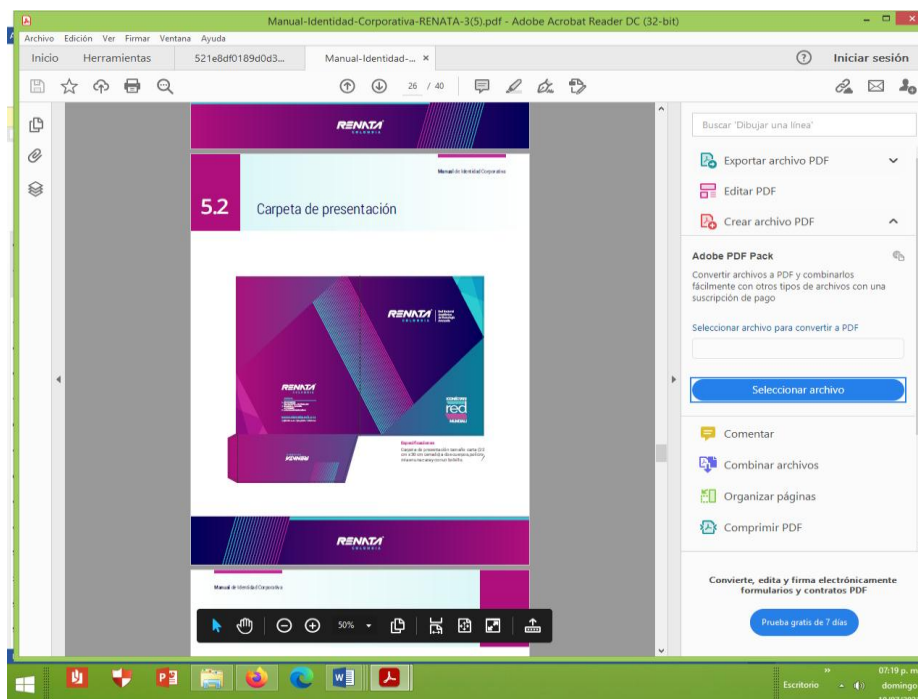 Manual-Identidad-Corporativa-RENATA-3(5).pdf - Adobe Acrobat Reader DC (32-bit)
Archivo Edición Ver Firmar Ventana Ayuda
Inicio Herramientas 521e8df0189d0d3... Manual-Identidad-... × Iniciar sesión
26 / 40
RENATA
COLOMBIA
Manual de Identidad Corporativa
5.2 Carpeta de presentación
RENATA
COLOMBIA
RENATA
red
RENATA
Especificaciones
RENATA
COLOMBIA
Manual de Identidad Corporativa
50%
Buscar 'Dibujar una línea'
Exportar archivo PDF
Editar PDF
Crear archivo PDF
Adobe PDF Pack
Convertir archivos a PDF y combinarlos
fácilmente con otros tipos de archivos con una
suscripción de pago
Seleccionar archivo para convertir a PDF
Seleccionar archivo
Comentar
Combinar archivos
Organizar páginas
Comprimir PDF
Convierte, edita y firma electrónicamente
formularios y contratos PDF
Prueba gratis de 7 días
Escritorio
07:19 p. m.
domingo